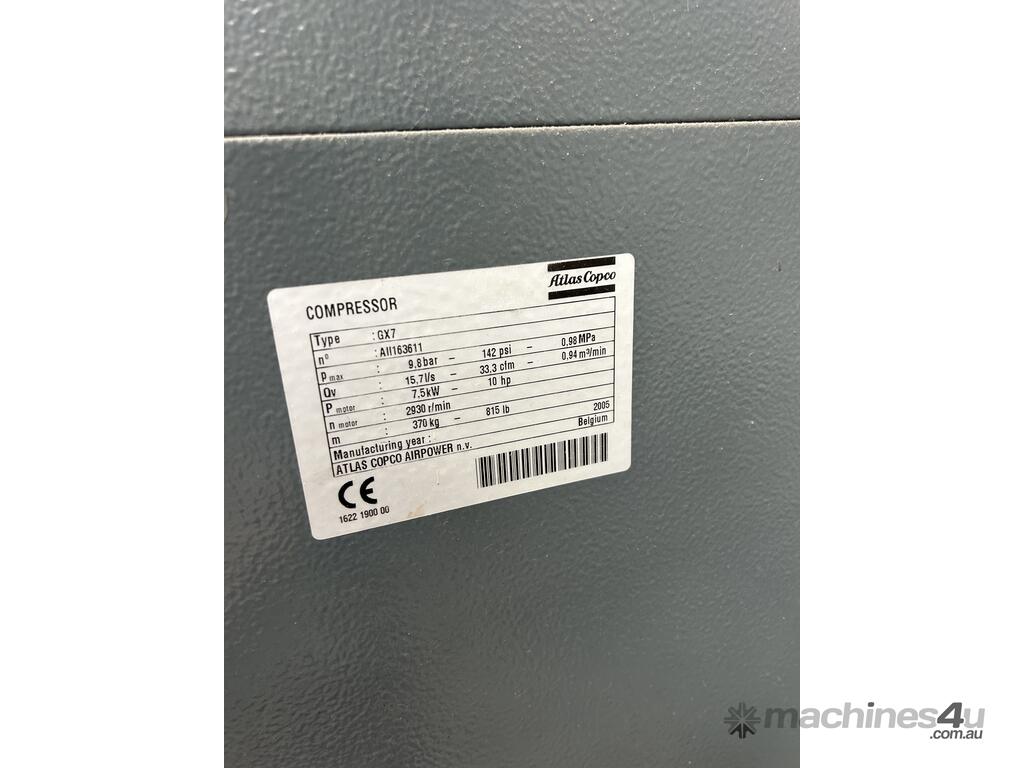 Atlas Copco
COMPRESSOR
Type : GX7
nº : AII163611
P max : 9.8 bar – 142 psi – 0.98 MPa
Qv : 15,7 l/s – 33.3 cfm – 0.94 m³/min
P motor : 7.5 kW – 10 hp
n motor : 2930 r/min
m : 370 kg – 815 lb
Manufacturing year : 2005
ATLAS COPCO AIRPOWER n.v. Belgium
CE
1622 1900 00
machines4u
.com.au